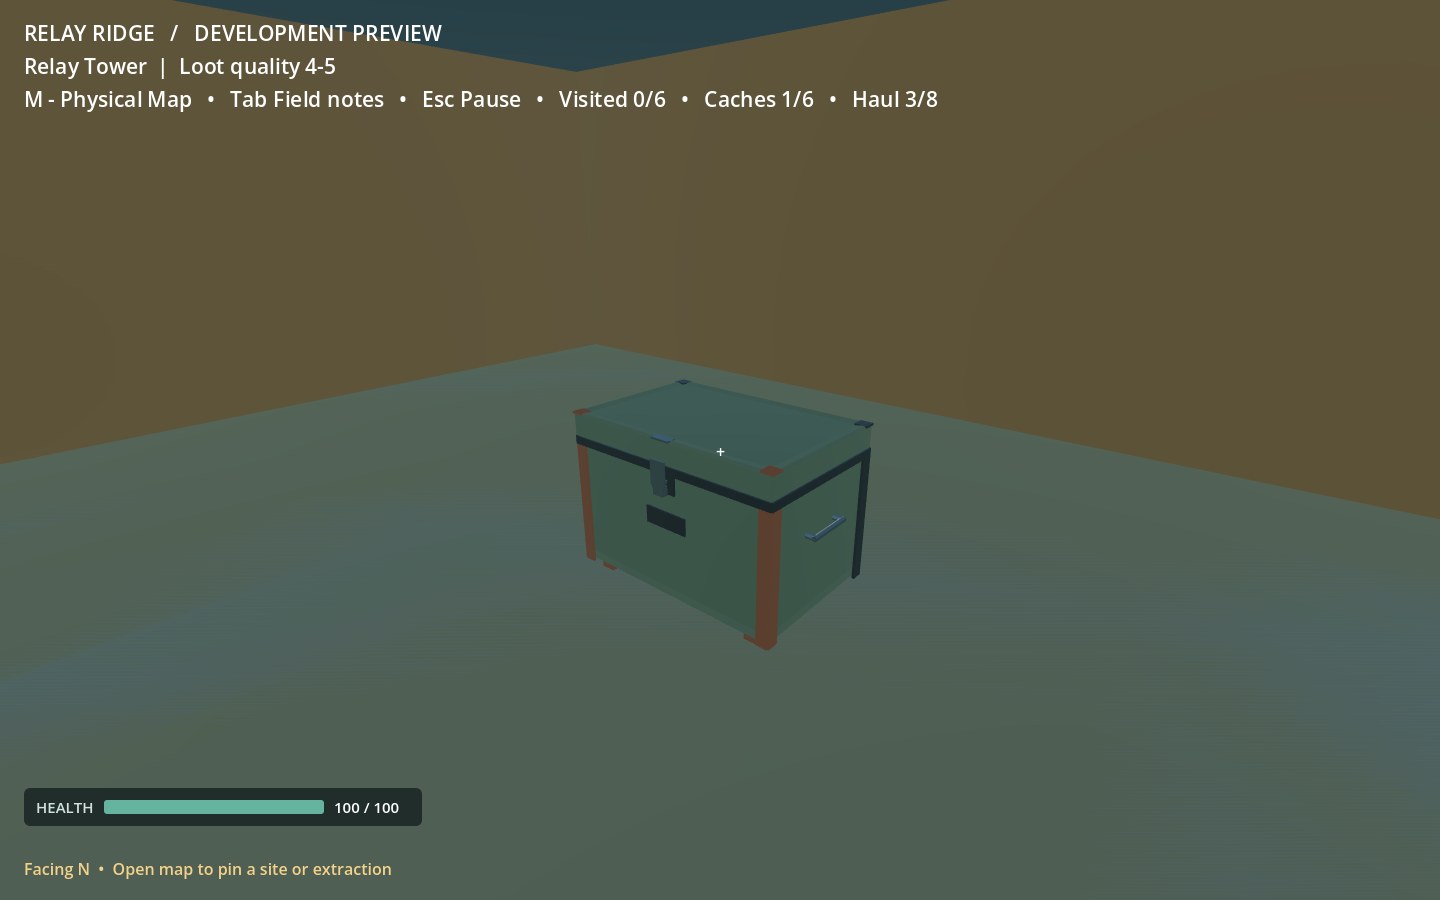 RELAY RIDGE / DEVELOPMENT PREVIEW
Relay Tower | Loot quality 4-5
M - Physical Map • Tab Field notes • Esc Pause • Visited 0/6 • Caches 1/6 • Haul 3/8
HEALTH 100 / 100
Facing N • Open map to pin a site or extraction